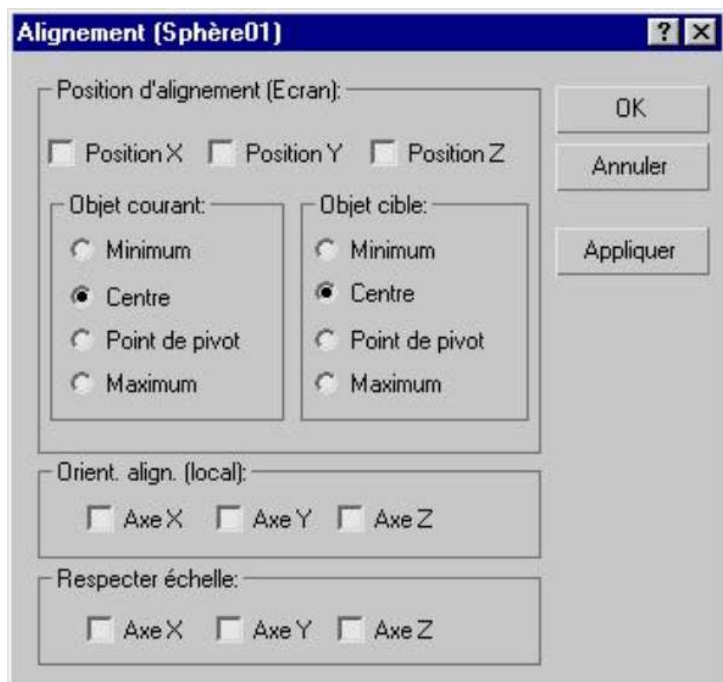 Alignement (Sphère01)
Position d'alignement (Ecran):
Position X Position Y Position Z
Objet courant:
Minimum
Centre
Point de pivot
Maximum
Objet cible:
Minimum
Centre
Point de pivot
Maximum
Orient. align. (local):
Axe X Axe Y Axe Z
Respecter échelle:
Axe X Axe Y Axe Z
OK
Annuler
Appliquer